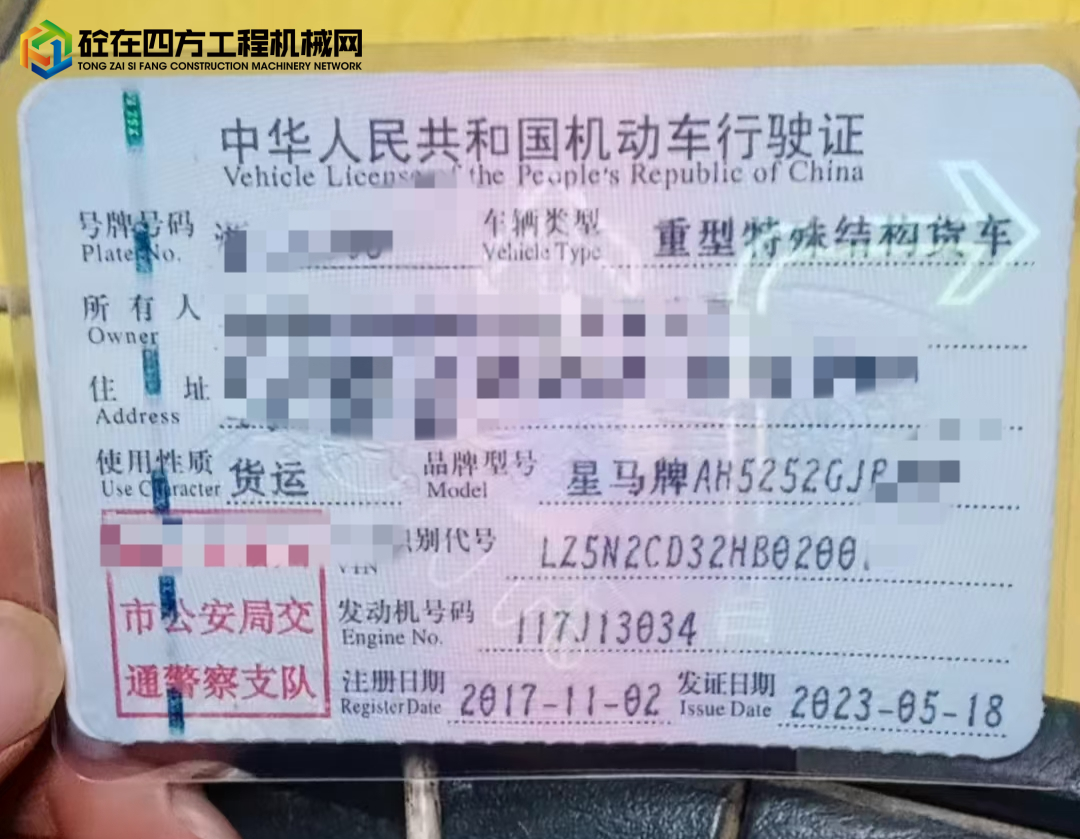 砼在四方工程机械网
TONG ZAI SI FANG CONSTRUCTION MACHINERY NETWORK
中华人民共和国机动车行驶证
Vehicle License of the People's Republic of China
号牌号码 车辆类型 重型特殊结构货车
Plate No. Vehicle Type
所有人
Owner
住址
Address
使用性质 货运 品牌型号 星马牌AH5252GJP
Use Character Model
别代号 LZ5N2CD32HB0200
VIN
市公安局交 发动机号码 117J13034
Engine No.
通警察支队 注册日期 2017-11-02 发证日期 2023-05-18
Register Date Issue Date